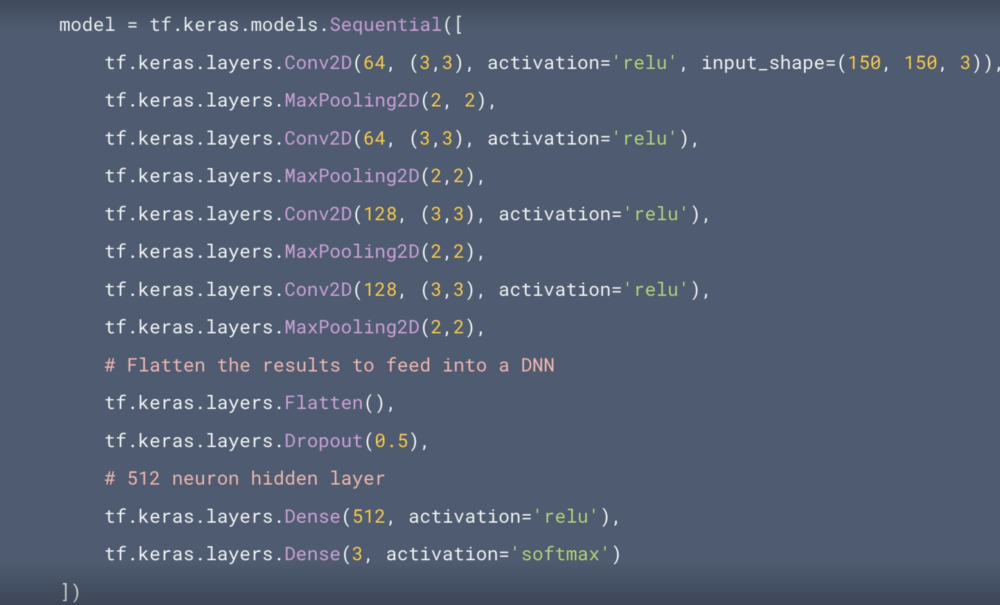 model = tf.keras.models.Sequential([
    tf.keras.layers.Conv2D(64, (3,3), activation='relu', input_shape=(150, 150, 3)),
    tf.keras.layers.MaxPooling2D(2, 2),
    tf.keras.layers.Conv2D(64, (3,3), activation='relu'),
    tf.keras.layers.MaxPooling2D(2,2),
    tf.keras.layers.Conv2D(128, (3,3), activation='relu'),
    tf.keras.layers.MaxPooling2D(2,2),
    tf.keras.layers.Conv2D(128, (3,3), activation='relu'),
    tf.keras.layers.MaxPooling2D(2,2),
    # Flatten the results to feed into a DNN
    tf.keras.layers.Flatten(),
    tf.keras.layers.Dropout(0.5),
    # 512 neuron hidden layer
    tf.keras.layers.Dense(512, activation='relu'),
    tf.keras.layers.Dense(3, activation='softmax')
])